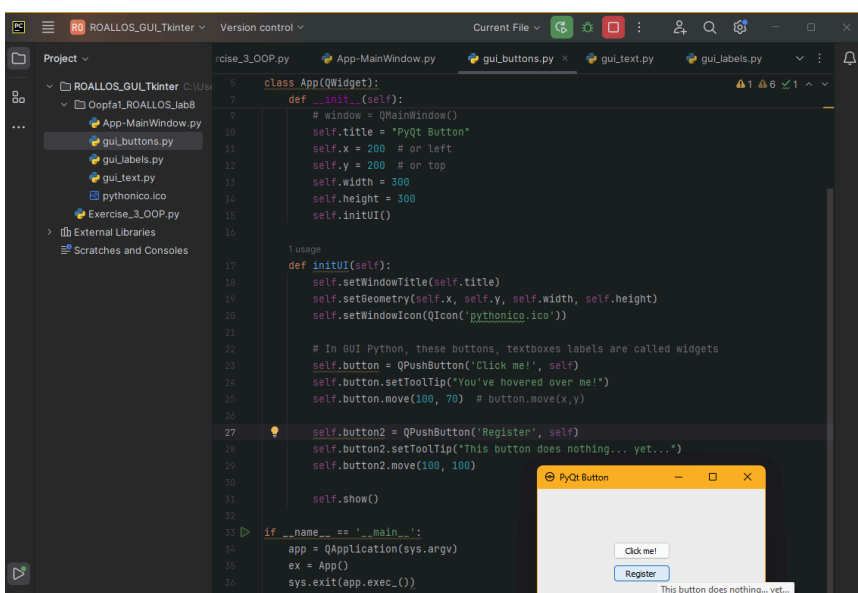 PC RO ROALLOS_GUI_Tkinter Version control Current File
Project
rcise_3_OOP.py App-MainWindow.py gui_buttons.py gui_text.py gui_labels.py
ROALLOS_GUI_Tkinter C:\Use
Oopfa1_ROALLOS_lab8
App-MainWindow.py
gui_buttons.py
gui_labels.py
gui_text.py
pythonico.ico
Exercise_3_OOP.py
External Libraries
Scratches and Consoles
1 6 1
5 class App(QWidget):
7 def __init__(self):
9 # window = QMainWindow()
10 self.title = "PyQt Button"
11 self.x = 200 # or left
12 self.y = 200 # or top
13 self.width = 300
14 self.height = 300
15 self.initUI()
16
1 usage
17 def initUI(self):
18 self.setWindowTitle(self.title)
19 self.setGeometry(self.x, self.y, self.width, self.height)
20 self.setWindowIcon(QIcon('pythonico.ico'))
21
22 # In GUI Python, these buttons, textboxes labels are called widgets
23 self.button = QPushButton('Click me!', self)
24 self.button.setToolTip("You've hovered over me!")
25 self.button.move(100, 70) # button.move(x,y)
26
27 self.button2 = QPushButton('Register', self)
28 self.button2.setToolTip("This button does nothing... yet...")
29 self.button2.move(100, 100)
30
31 self.show()
32
33 if __name__ == '__main__':
34 app = QApplication(sys.argv)
35 ex = App()
36 sys.exit(app.exec_())
PyQt Button
Click me!
Register
This button does nothing... yet...